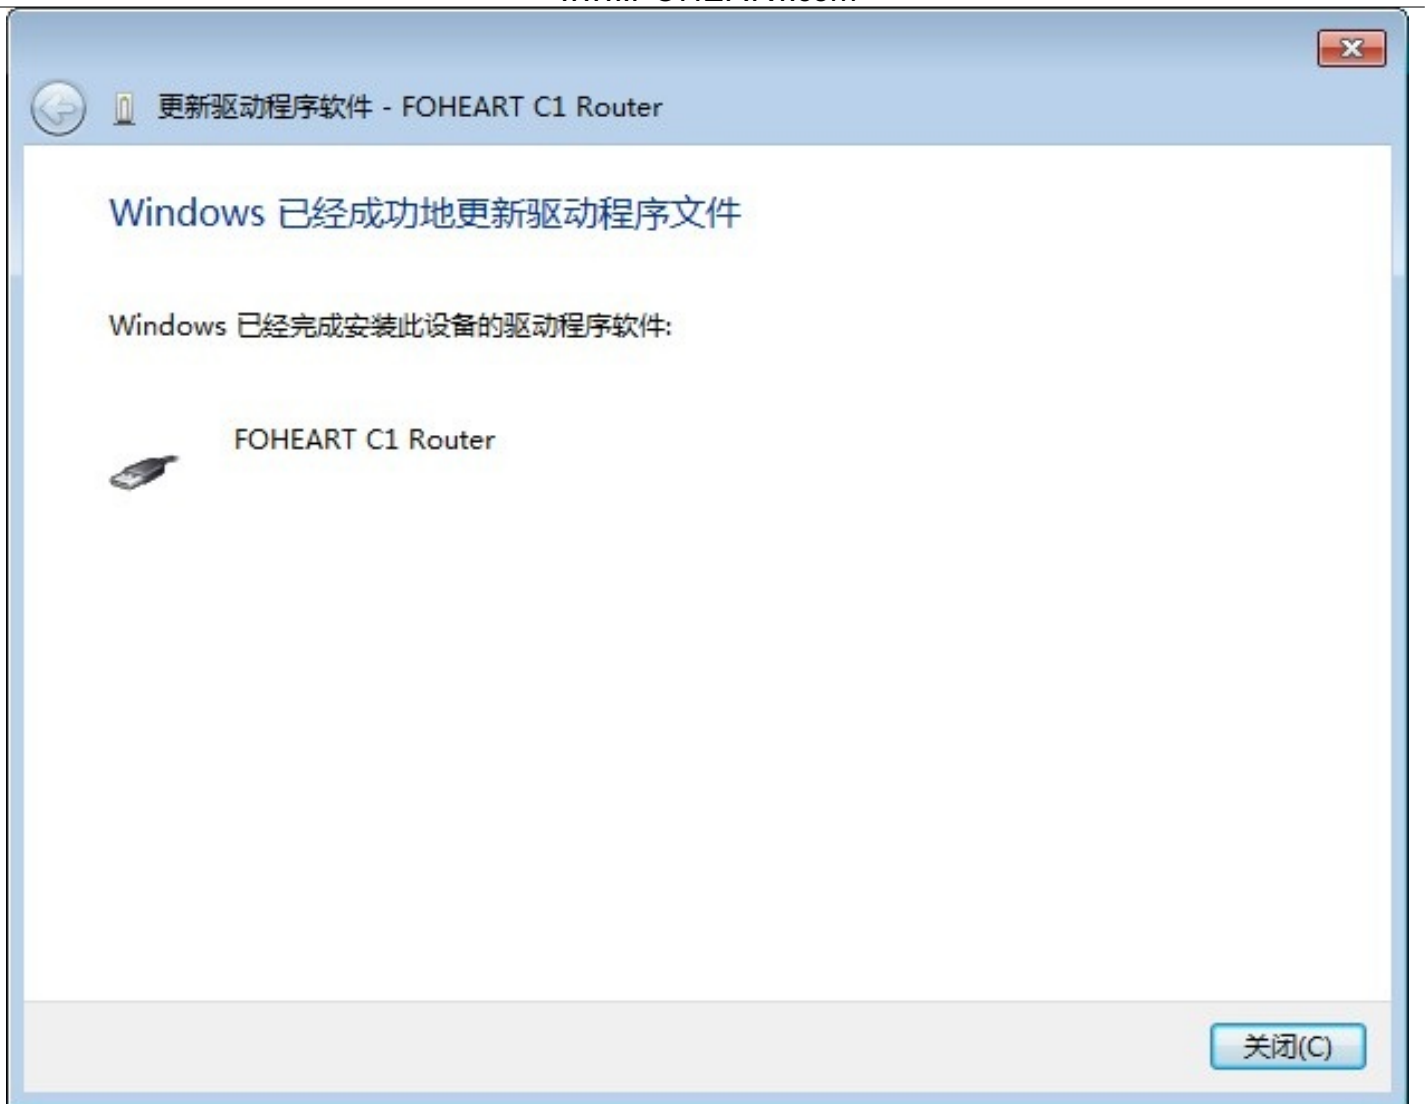 更新驱动程序软件 - FOHEART C1 Router
Windows 已经成功地更新驱动程序文件
Windows 已经完成安装此设备的驱动程序软件:
FOHEART C1 Router
关闭(C)